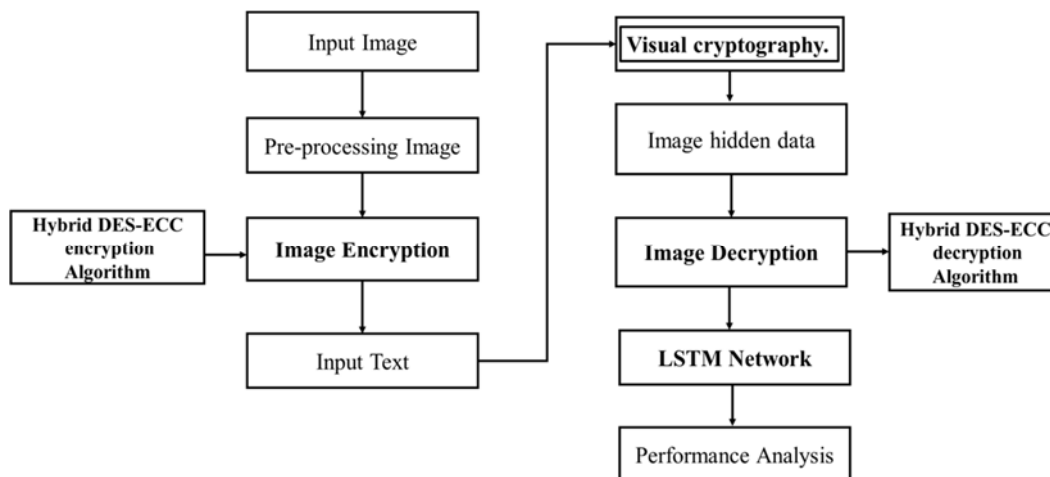 Input Image
Pre-processing Image
Hybrid DES-ECC
encryption
Algorithm
Image Encryption
Input Text
Visual cryptography.
Image hidden data
Image Decryption
Hybrid DES-ECC
decryption
Algorithm
LSTM Network
Performance Analysis